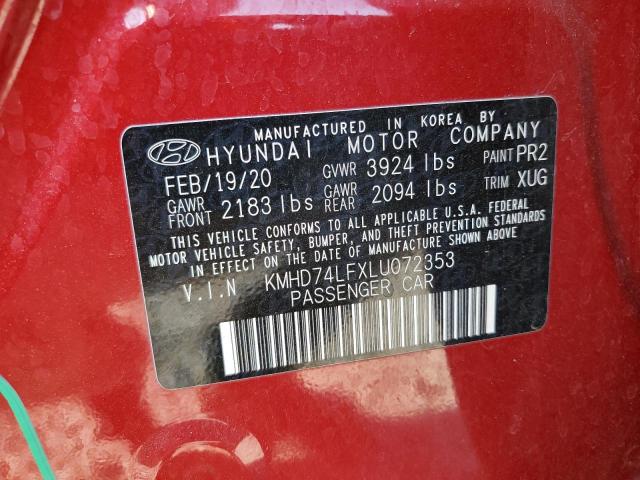 MANUFACTURED IN KOREA BY
HYUNDAI MOTOR COMPANY
FEB/19/20 GVWR 3924 lbs PAINT PR2
GAWR FRONT 2183 lbs GAWR REAR 2094 lbs TRIM XUG
THIS VEHICLE CONFORMS TO ALL APPLICABLE U.S.A. FEDERAL
MOTOR VEHICLE SAFETY, BUMPER, AND THEFT PREVENTION STANDARDS
IN EFFECT ON THE DATE OF MANUFACTURE SHOWN ABOVE.
V.I.N KMHD74LFXLU072353
PASSENGER CAR